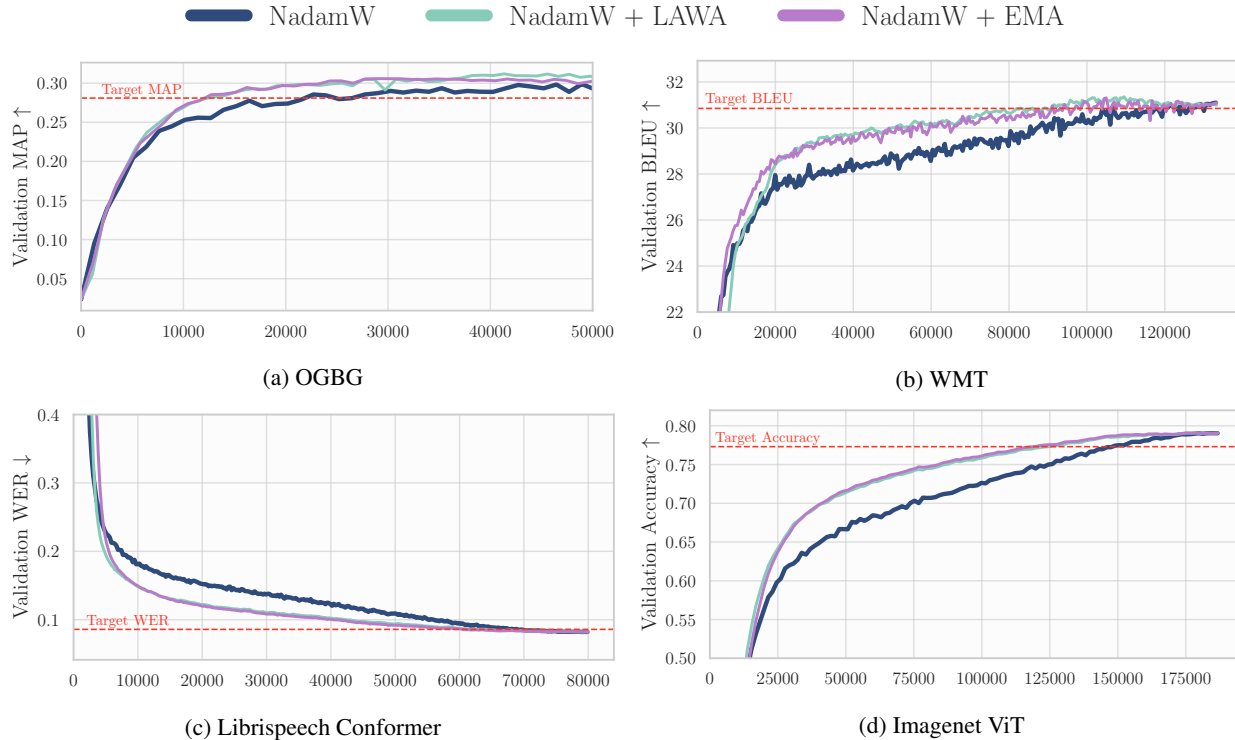 NadamW NadamW + LAWA NadamW + EMA
Validation MAP ↑
0.30
0.25
0.20
0.15
0.10
0.05
Target MAP
0 10000 20000 30000 40000 50000
(a) OGBG
Validation BLEU ↑
32
30
28
26
24
22
Target BLEU
0 20000 40000 60000 80000 100000 120000
(b) WMT
Validation WER ↓
0.4
0.3
0.2
0.1
Target WER
0 10000 20000 30000 40000 50000 60000 70000 80000
(c) Librispeech Conformer
Validation Accuracy ↑
0.80
0.75
0.70
0.65
0.60
0.55
0.50
Target Accuracy
0 25000 50000 75000 100000 125000 150000 175000
(d) Imagenet ViT